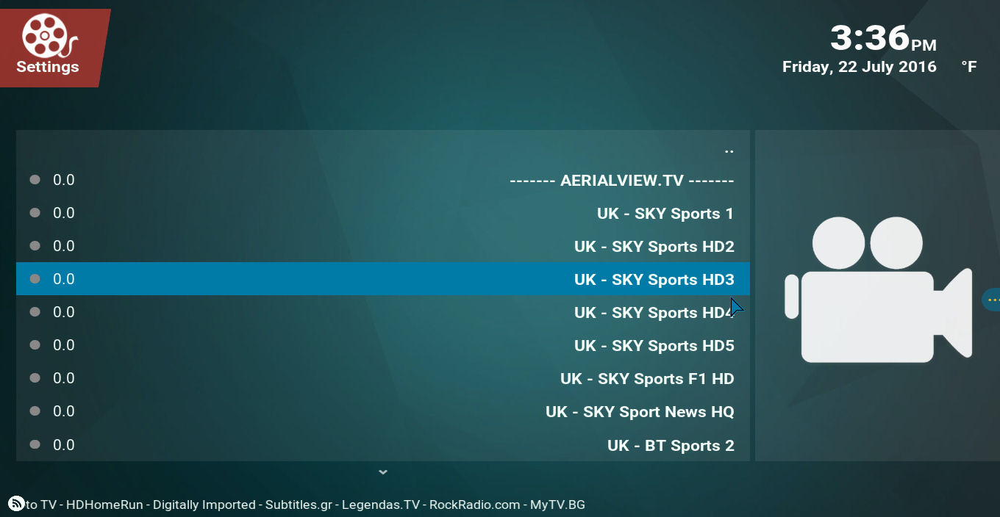 Settings
3:36PM
Friday, 22 July 2016 °F
..
0.0 ------- AERIALVIEW.TV -------
0.0 UK - SKY Sports 1
0.0 UK - SKY Sports HD2
0.0 UK - SKY Sports HD3
0.0 UK - SKY Sports HD4
0.0 UK - SKY Sports HD5
0.0 UK - SKY Sports F1 HD
0.0 UK - SKY Sport News HQ
0.0 UK - BT Sports 2
to TV - HDHomeRun - Digitally Imported - Subtitles.gr - Legendas.TV - RockRadio.com - MyTV.BG